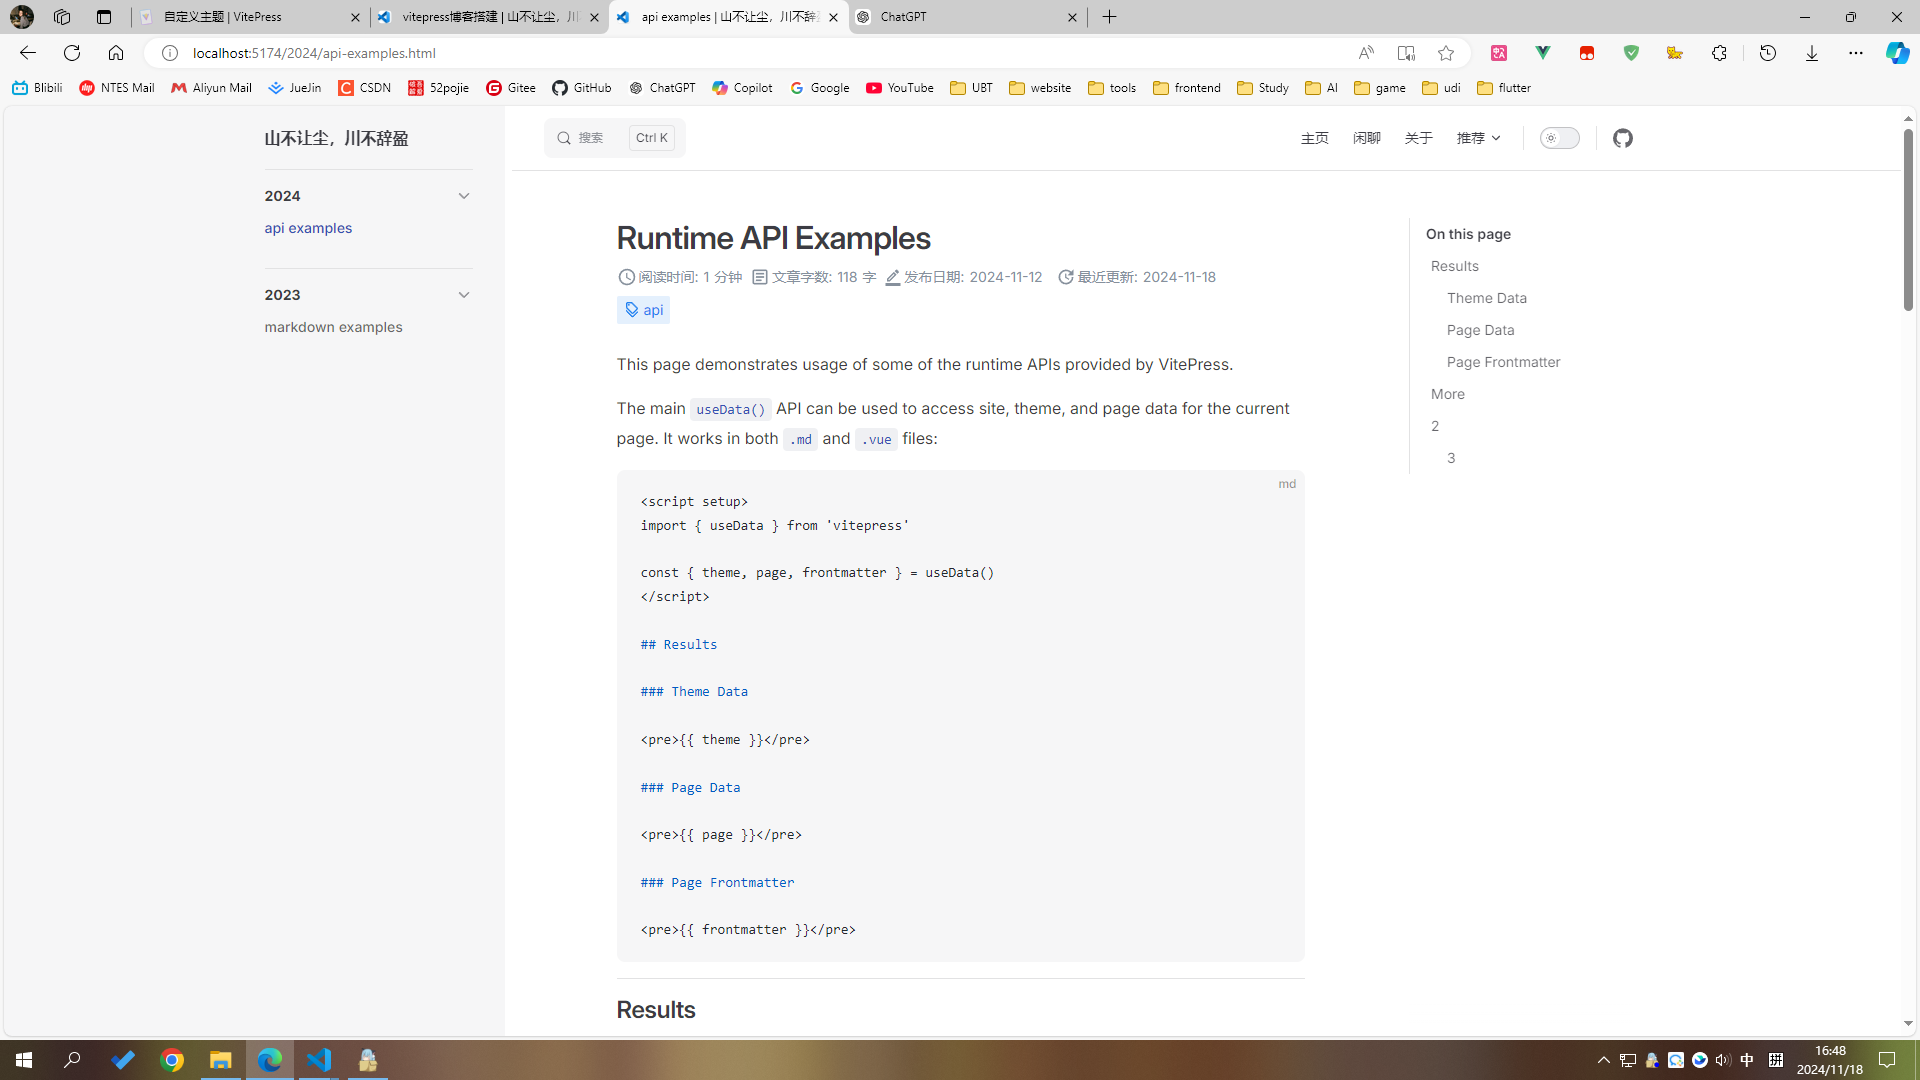 自定义主题 | VitePress
vitepress博客搭建 | 山不让尘，川
api examples | 山不让尘，川不辞
ChatGPT
localhost:5174/2024/api-examples.html
Blibili
NTES Mail
Aliyun Mail
JueJin
CSDN
52pojie
Gitee
GitHub
ChatGPT
Copilot
Google
YouTube
UBT
website
tools
frontend
Study
AI
game
udi
flutter
山不让尘，川不辞盈
2024
api examples
2023
markdown examples
搜索 Ctrl K
主页 闲聊 关于 推荐
Runtime API Examples
阅读时间: 1 分钟 文章字数: 118 字 发布日期: 2024-11-12 最近更新: 2024-11-18
api
This page demonstrates usage of some of the runtime APIs provided by VitePress.
The main useData() API can be used to access site, theme, and page data for the current
page. It works in both .md and .vue files:
md
<script setup>
import { useData } from 'vitepress'
const { theme, page, frontmatter } = useData()
</script>
## Results
### Theme Data
<pre>{{ theme }}</pre>
### Page Data
<pre>{{ page }}</pre>
### Page Frontmatter
<pre>{{ frontmatter }}</pre>
Results
On this page
Results
Theme Data
Page Data
Page Frontmatter
More
2
3
中
拼
16:48
2024/11/18